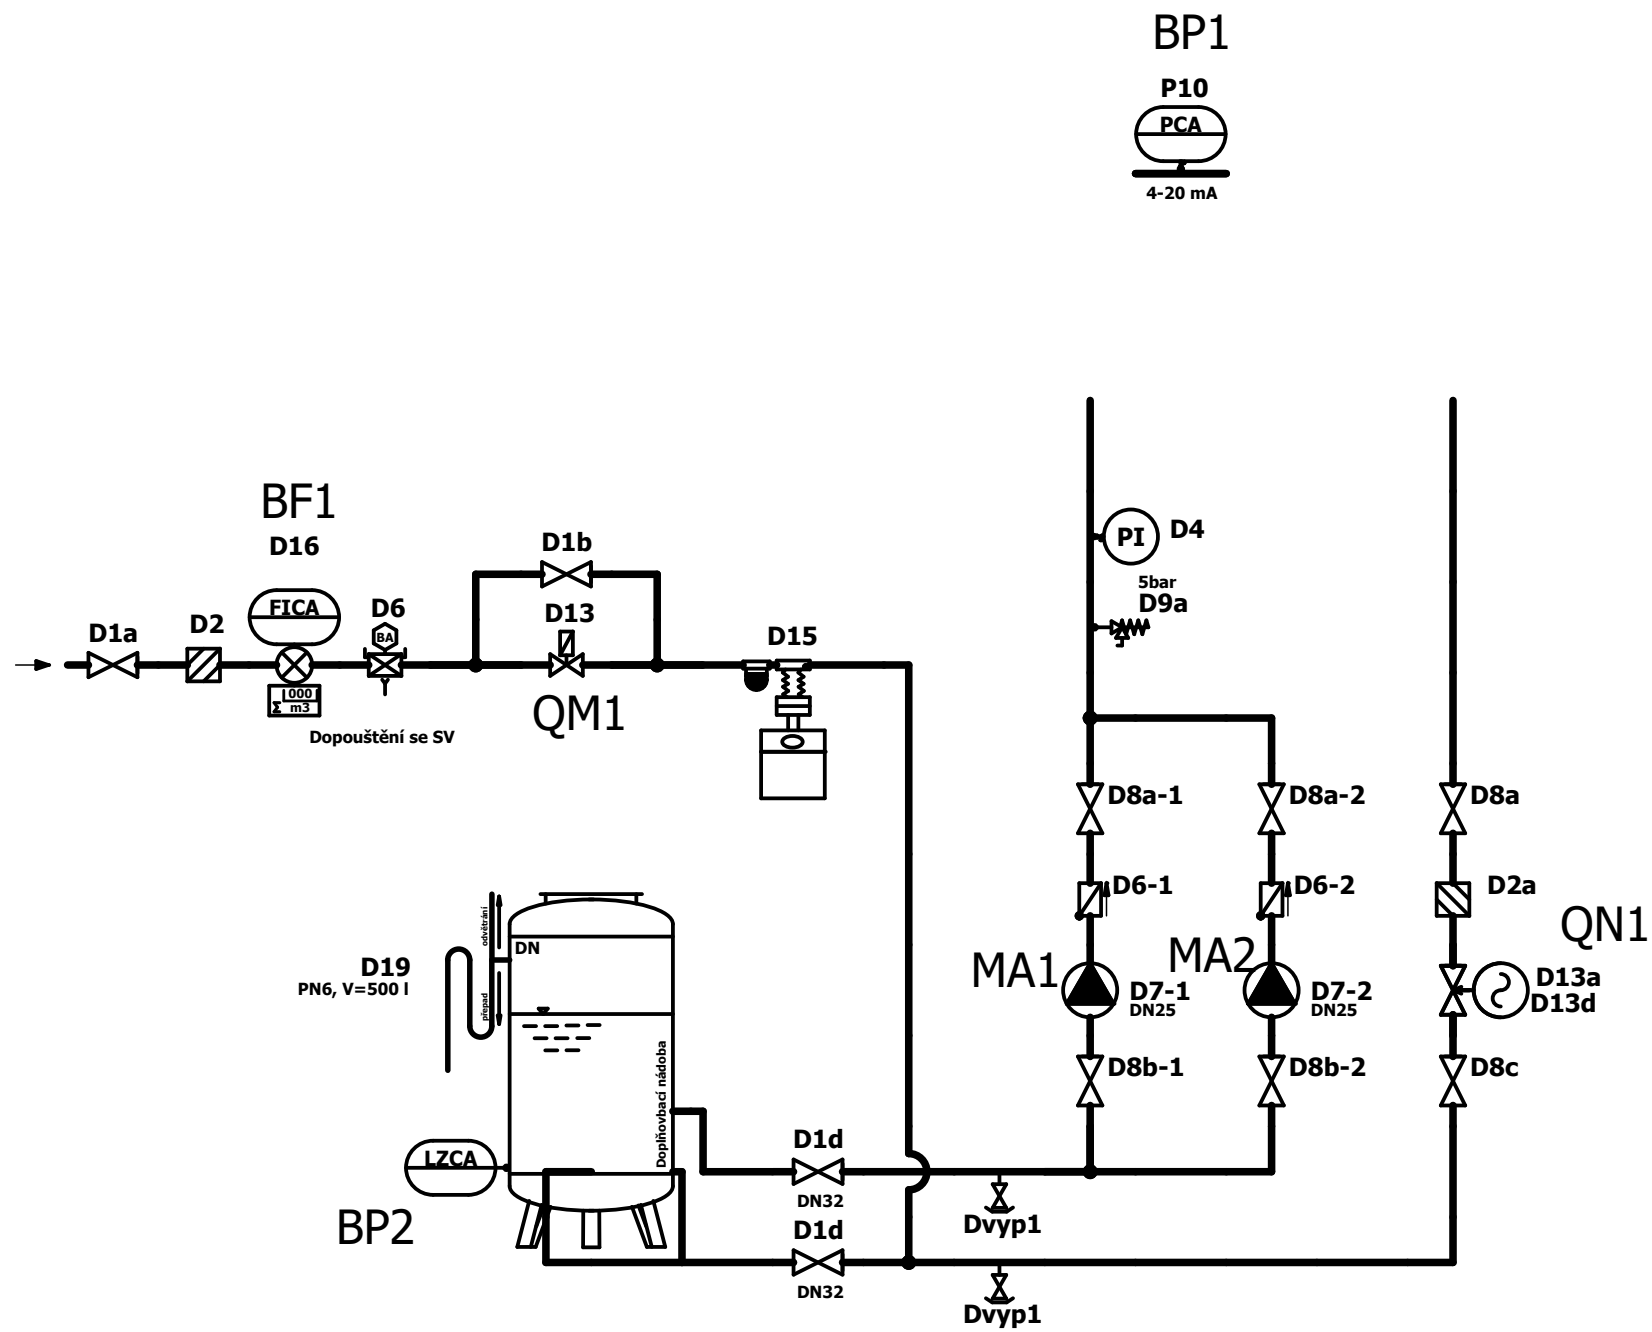 BP1
P10
PCA
4-20 mA
BF1
D16
FICA
D1a
D2
D6
BA
000
Σ m3
Dopouštění se SV
D1b
D13
QM1
D15
PI
D4
5bar
D9a
D8a-1
D8a-2
D8a
D6-1
D6-2
D2a
QN1
MA1
MA2
D7-1
DN25
D7-2
DN25
D13a
D13d
D8b-1
D8b-2
D8c
D19
PN6, V=500 l
odvětrání
přepad
DN
Doplňovbací nádoba
LZCA
BP2
D1d
DN32
Dvyp1
D1d
DN32
Dvyp1